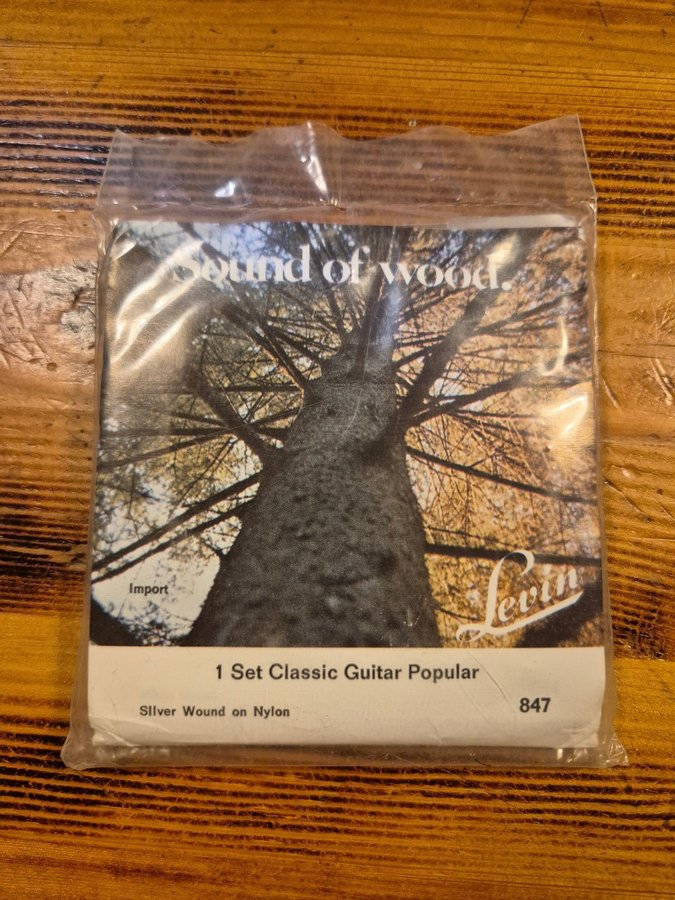 Sound of wood.
Import
Levin
1 Set Classic Guitar Popular
Silver Wound on Nylon
847